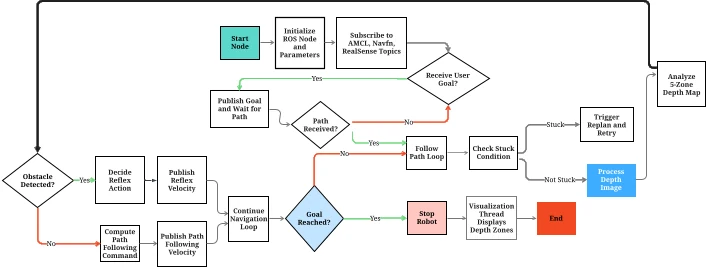 Start
Node
Initialize
ROS Node
and
Parameters
Subscribe to
AMCL, Navfn,
RealSense Topics
Receive User
Goal?
Yes
Publish Goal
and Wait for
Path
Path
Received?
No
Yes
No
Follow
Path Loop
Check Stuck
Condition
Stuck
Trigger
Replan and
Retry
Not Stuck
Process
Depth
Image
Analyze
5-Zone
Depth Map
Obstacle
Detected?
Yes
Decide
Reflex
Action
Publish
Reflex
Velocity
No
Compute
Path
Following
Command
Publish Path
Following
Velocity
Continue
Navigation
Loop
Goal
Reached?
Yes
Stop
Robot
Visualization
Thread
Displays
Depth Zones
End